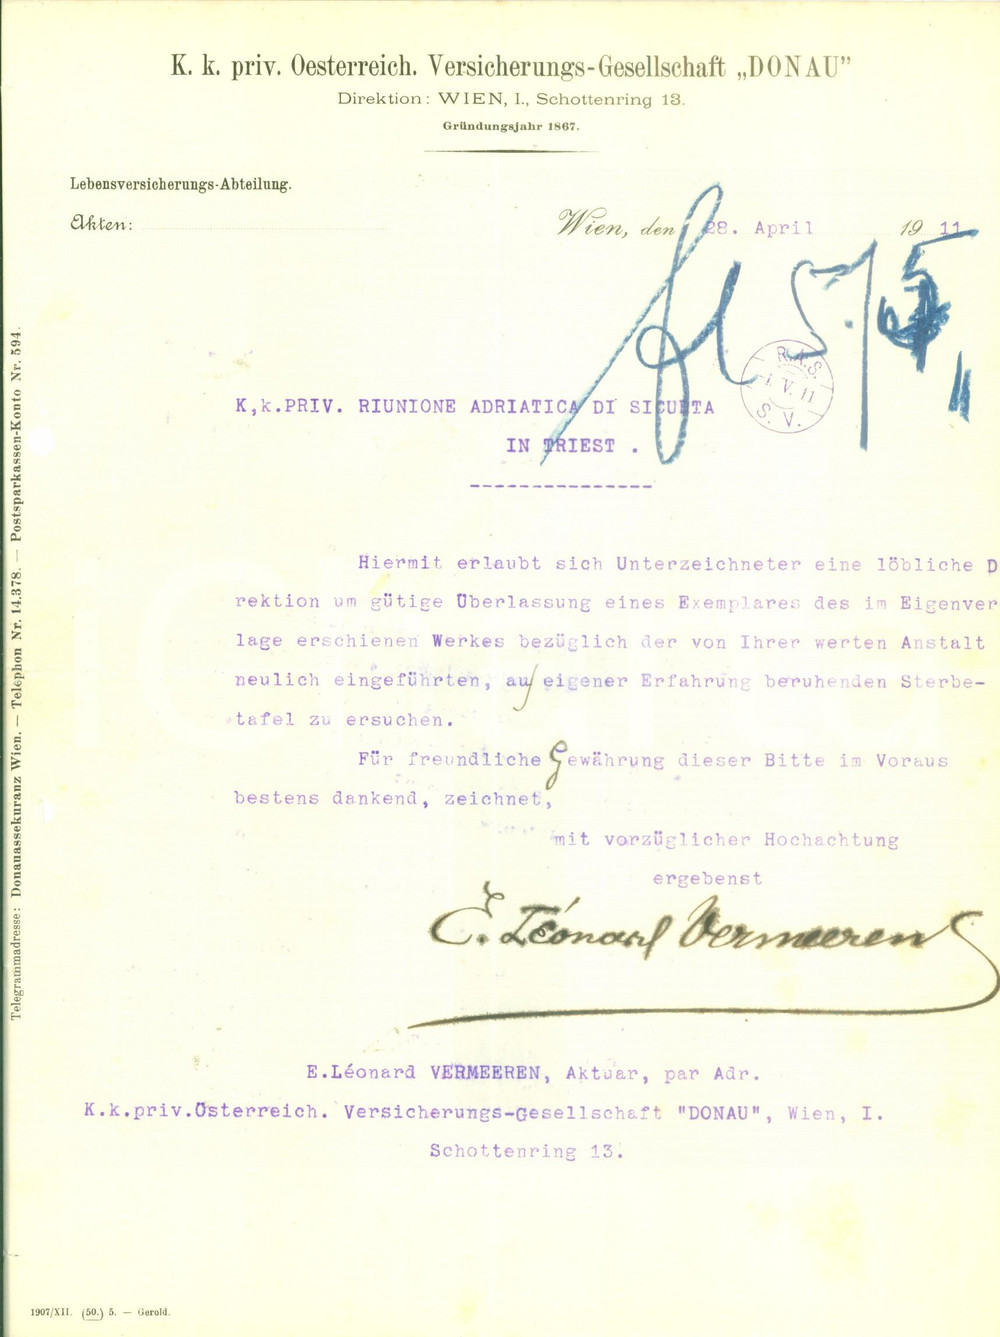 K. k. priv. Oesterreich. Versicherungs-Gesellschaft „DONAU”
Direktion: WIEN, I., Schottenring 13.
Gründungsjahr 1867.
Lebensversicherungs-Abteilung.
Akten:
Wien, den 28. April 1911
R.A.S.
1. V. 11
S. V.
K,k.PRIV. RIUNIONE ADRIATICA DI SICURTA
IN TRIEST .
Hiermit erlaubt sich Unterzeichneter eine löbliche D
rektion um gütige Überlassung eines Exemplares des im Eigenver
lage erschienen Werkes bezüglich der von Ihrer werten Anstalt
neulich eingeführten, auf eigener Erfahrung beruhenden Sterbe-
tafel zu ersuchen.
Für freundliche Gewährung dieser Bitte im Voraus
bestens dankend, zeichnet,
mit vorzüglicher Hochachtung
ergebenst
E. Léonard Vermeeren
E.Léonard VERMEEREN, Aktuar, par Adr.
K.k.priv.Österreich. Versicherungs-Gesellschaft "DONAU", Wien, I.
Schottenring 13.
Telegrammadresse: Donauassekuranz Wien. — Telephon Nr. 14.378. — Postsparkassen-Konto Nr. 594.
1907/XII. (50.) 5. — Gerold.